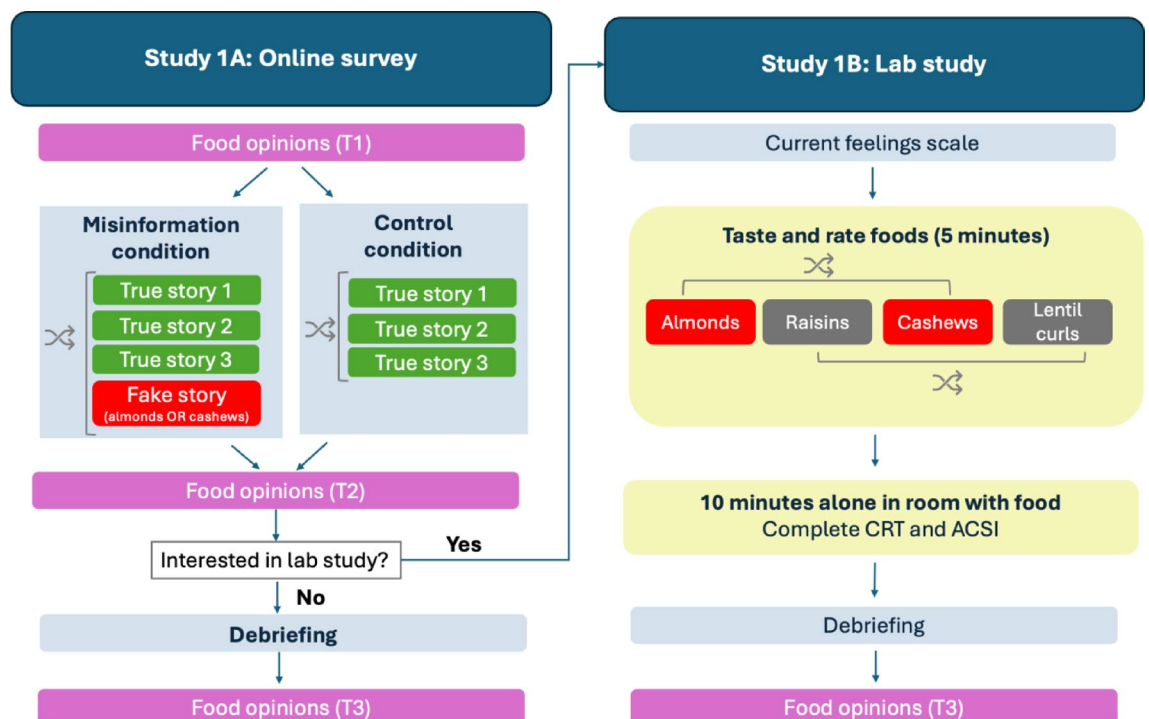 Study 1A: Online survey
Food opinions (T1)
Misinformation
condition
True story 1
True story 2
True story 3
Fake story
(almonds OR cashews)
Control
condition
True story 1
True story 2
True story 3
Food opinions (T2)
Interested in lab study?
Yes
No
Debriefing
Food opinions (T3)
Study 1B: Lab study
Current feelings scale
Taste and rate foods (5 minutes)
Almonds
Raisins
Cashews
Lentil
curls
10 minutes alone in room with food
Complete CRT and ACSI
Debriefing
Food opinions (T3)